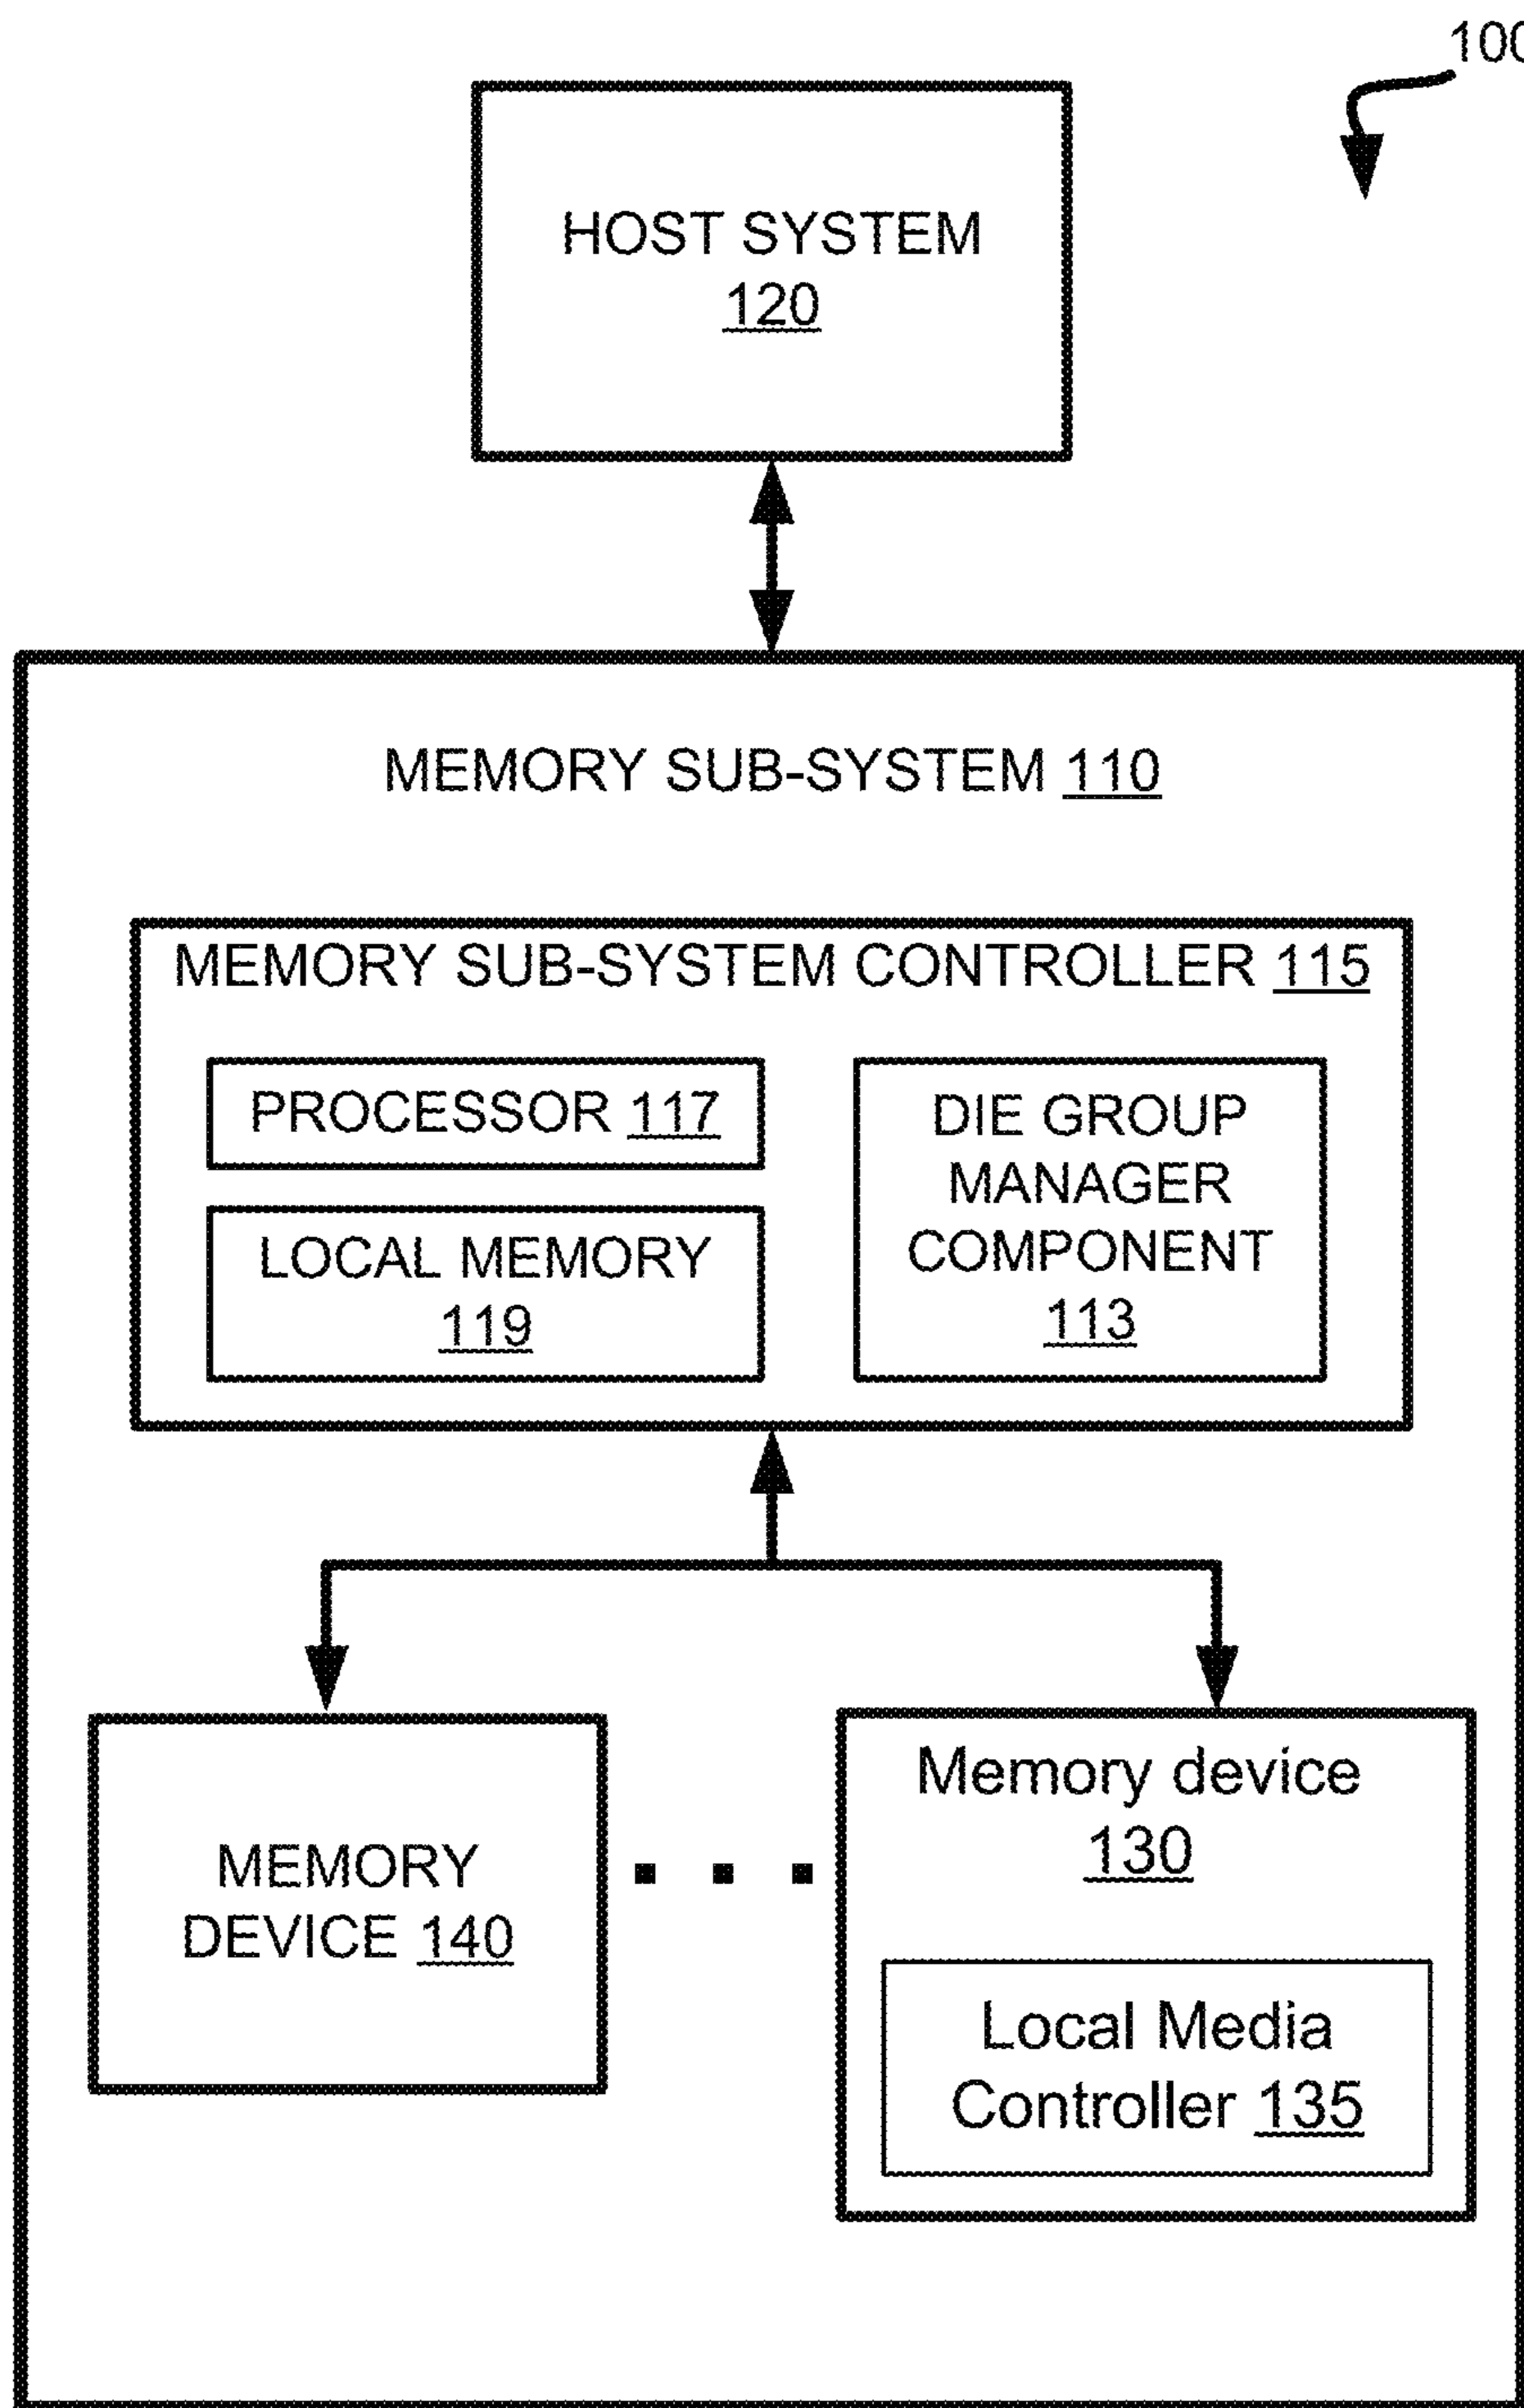 100
HOST SYSTEM
120
MEMORY SUB-SYSTEM 110
MEMORY SUB-SYSTEM CONTROLLER 115
PROCESSOR 117
LOCAL MEMORY
119
DIE GROUP
MANAGER
COMPONENT
113
MEMORY
DEVICE 140
Memory device
130
Local Media
Controller 135